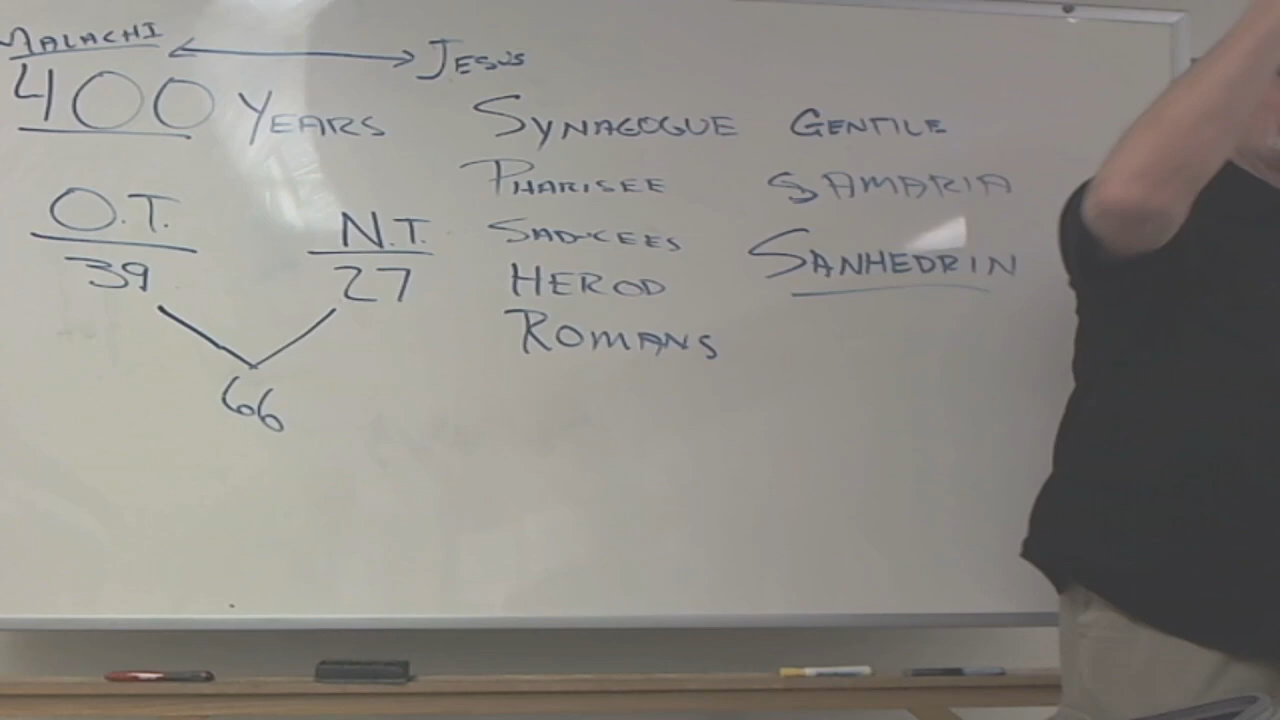 MALACHI
JESUS
400 YEARS
O.T.
39
N.T.
27
66
SYNAGOGUE
PHARISEE
SADUCEES
HEROD
ROMANS
GENTILE
SAMARIA
SANHEDRIN